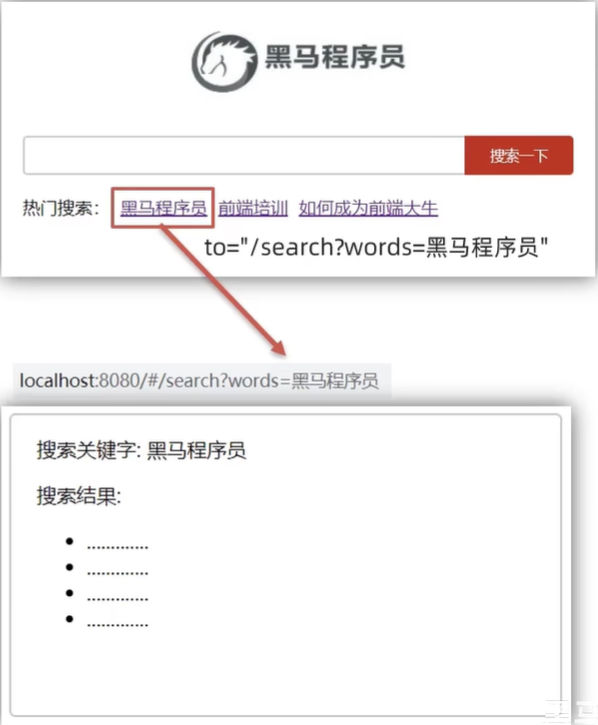 黑马程序员
搜索一下
热门搜索: 黑马程序员 前端培训 如何成为前端大牛
to="/search?words=黑马程序员"
localhost:8080/#/search?words=黑马程序员
搜索关键字: 黑马程序员
搜索结果:
.............
.............
.............
.............